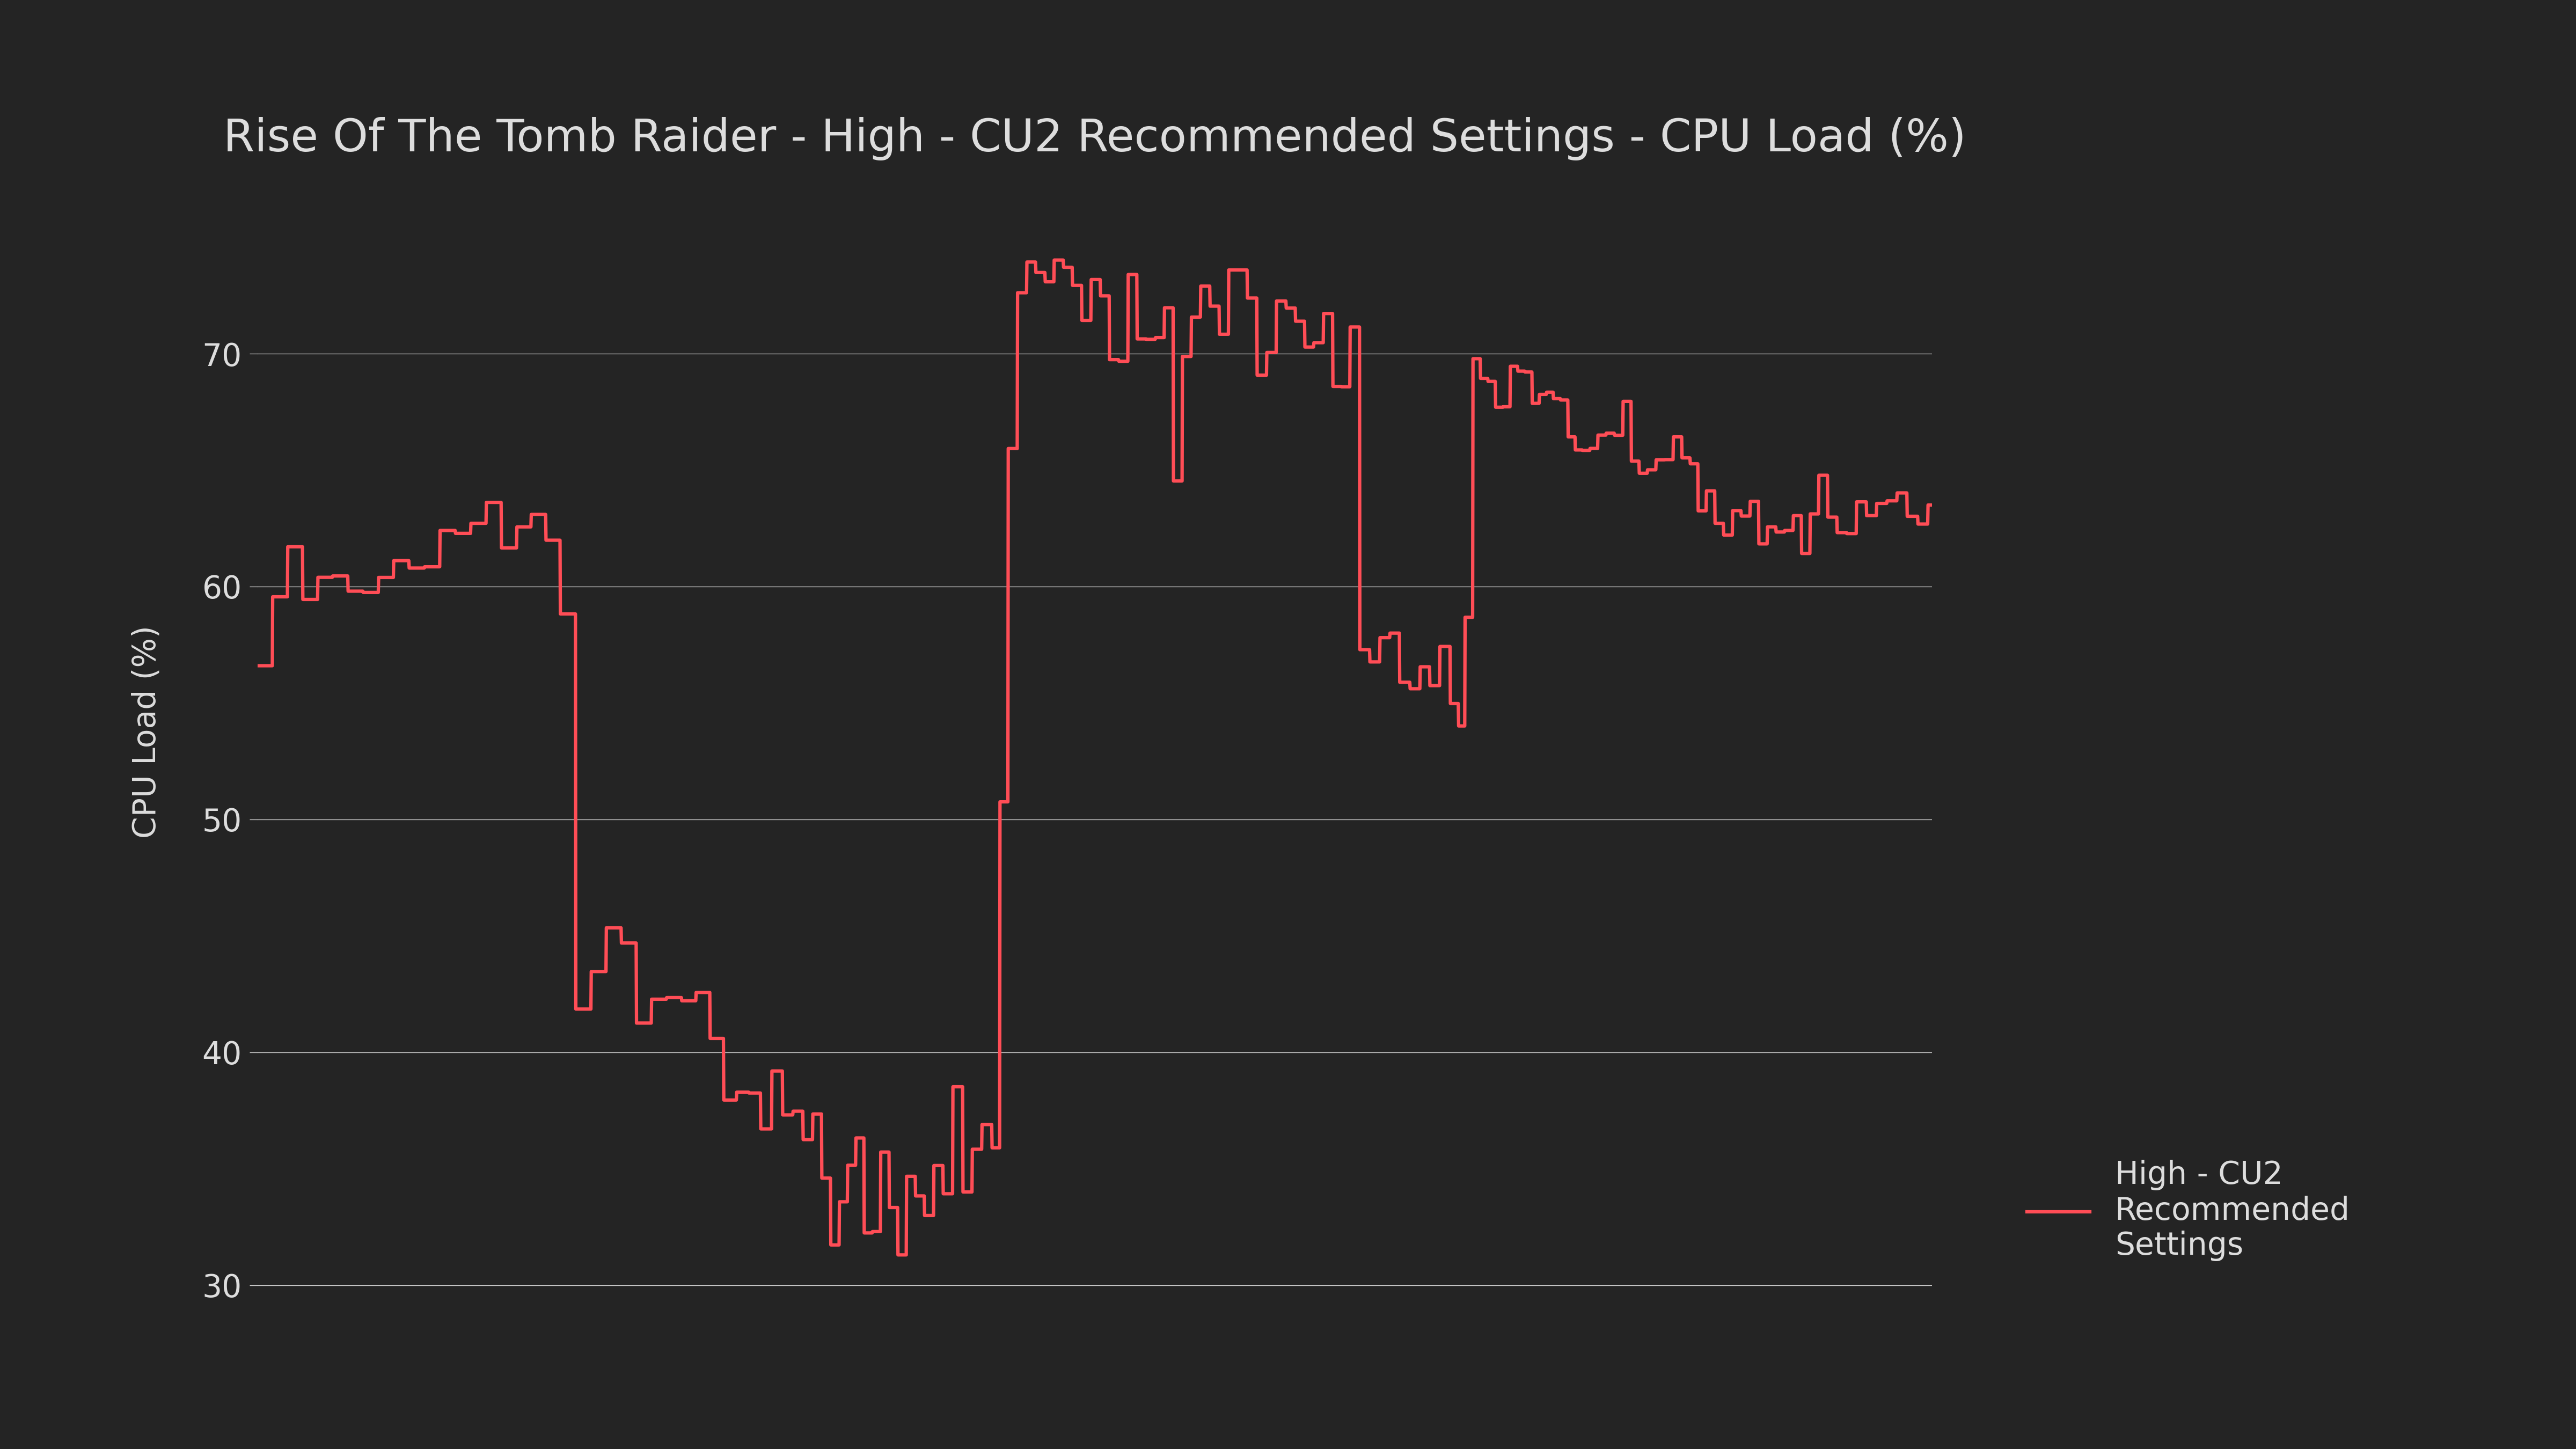 Rise Of The Tomb Raider - High - CU2 Recommended Settings - CPU Load (%)
70
60
50
40
30
CPU Load (%)
High - CU2
Recommended
Settings